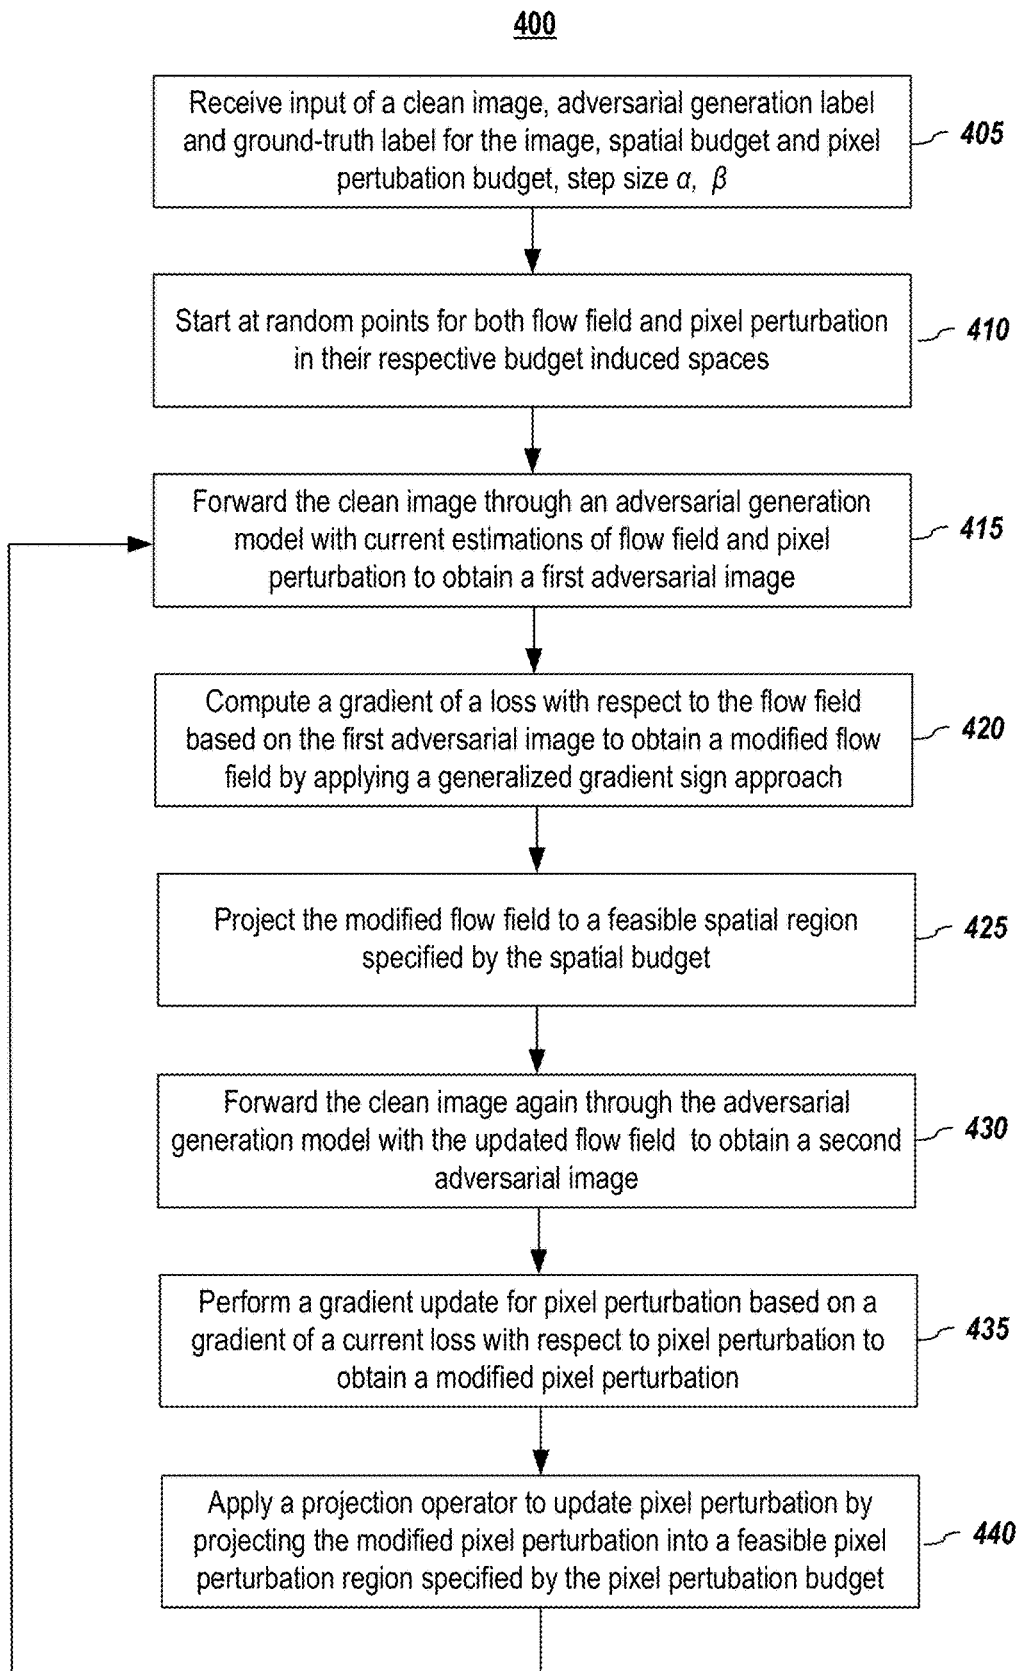 400
Receive input of a clean image, adversarial generation label
and ground-truth label for the image, spatial budget and pixel
pertubation budget, step size α, β
405
Start at random points for both flow field and pixel perturbation
in their respective budget induced spaces
410
Forward the clean image through an adversarial generation
model with current estimations of flow field and pixel
perturbation to obtain a first adversarial image
415
Compute a gradient of a loss with respect to the flow field
based on the first adversarial image to obtain a modified flow
field by applying a generalized gradient sign approach
420
Project the modified flow field to a feasible spatial region
specified by the spatial budget
425
Forward the clean image again through the adversarial
generation model with the updated flow field to obtain a second
adversarial image
430
Perform a gradient update for pixel perturbation based on a
gradient of a current loss with respect to pixel perturbation to
obtain a modified pixel perturbation
435
Apply a projection operator to update pixel perturbation by
projecting the modified pixel perturbation into a feasible pixel
perturbation region specified by the pixel pertubation budget
440